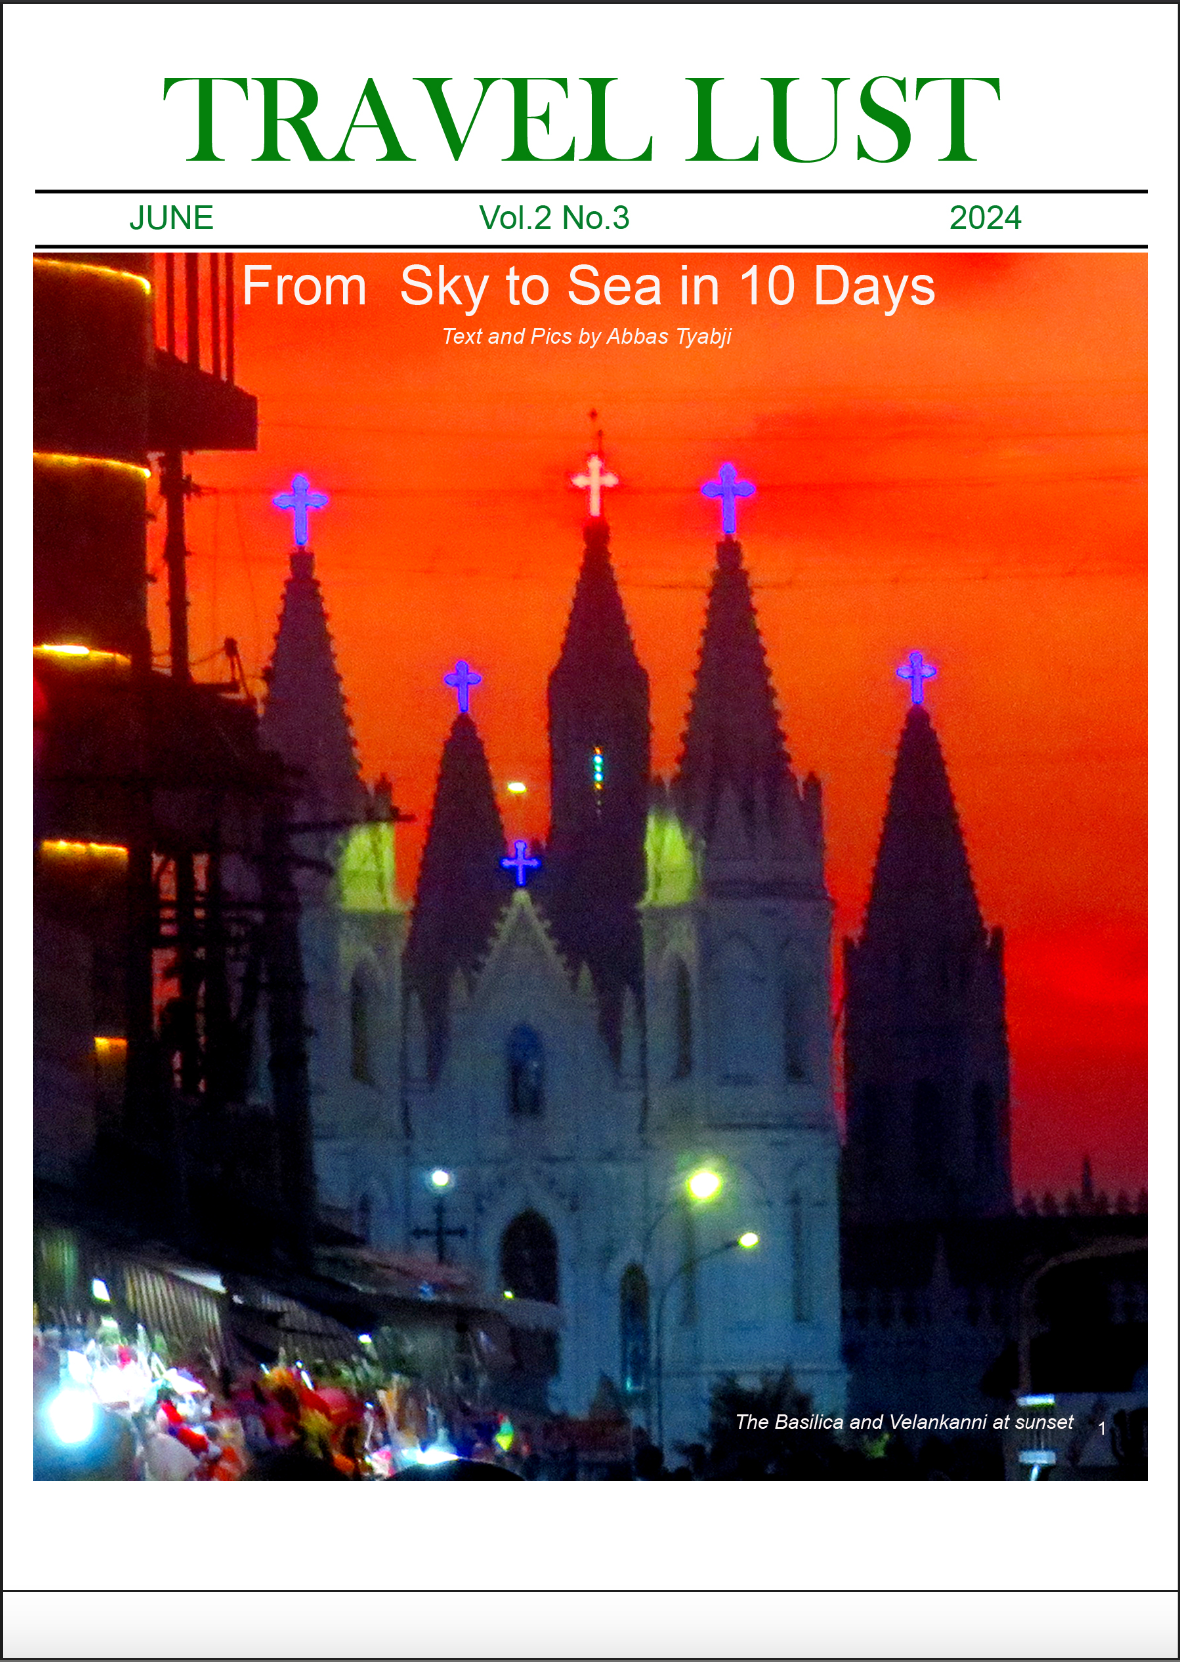 TRAVEL LUST
JUNE Vol.2 No.3 2024
From Sky to Sea in 10 Days
Text and Pics by Abbas Tyabji
The Basilica and Velankanni at sunset 1